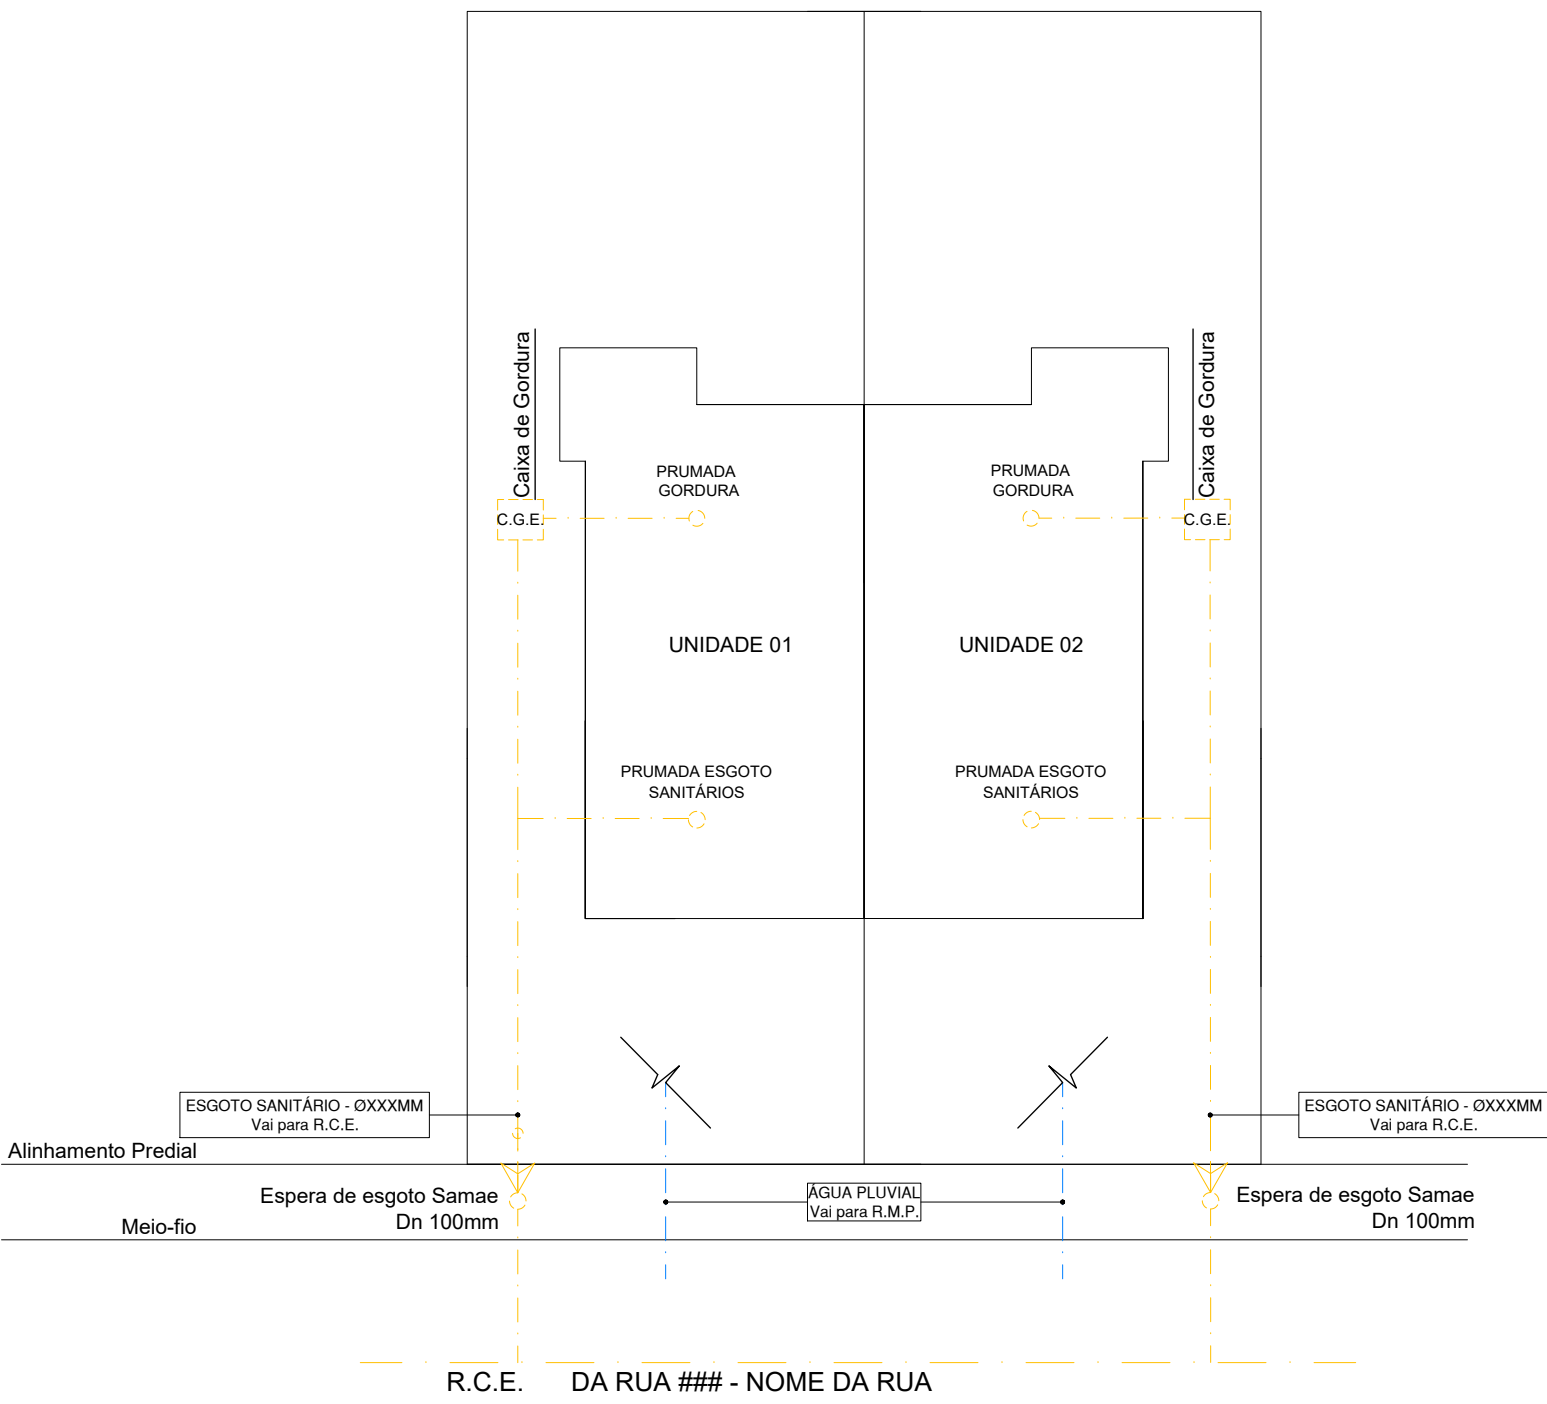 Caixa de Gordura
Caixa de Gordura
PRUMADA
GORDURA
PRUMADA
GORDURA
C.G.E.
C.G.E.
UNIDADE 01
UNIDADE 02
PRUMADA ESGOTO
SANITÁRIOS
PRUMADA ESGOTO
SANITÁRIOS
ESGOTO SANITÁRIO - ØXXXMM
Vai para R.C.E.
ESGOTO SANITÁRIO - ØXXXMM
Vai para R.C.E.
Alinhamento Predial
Espera de esgoto Samae
Dn 100mm
ÁGUA PLUVIAL
Vai para R.M.P.
Espera de esgoto Samae
Dn 100mm
Meio-fio
R.C.E. DA RUA ### - NOME DA RUA